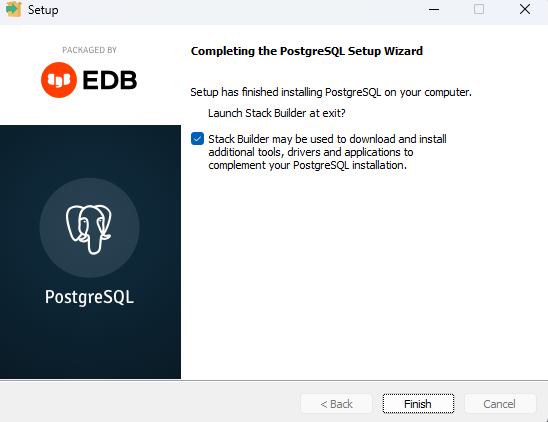 Setup
PACKAGED BY
EDB
PostgreSQL
Completing the PostgreSQL Setup Wizard
Setup has finished installing PostgreSQL on your computer.
Launch Stack Builder at exit?
Stack Builder may be used to download and install
additional tools, drivers and applications to
complement your PostgreSQL installation.
< Back
Finish
Cancel